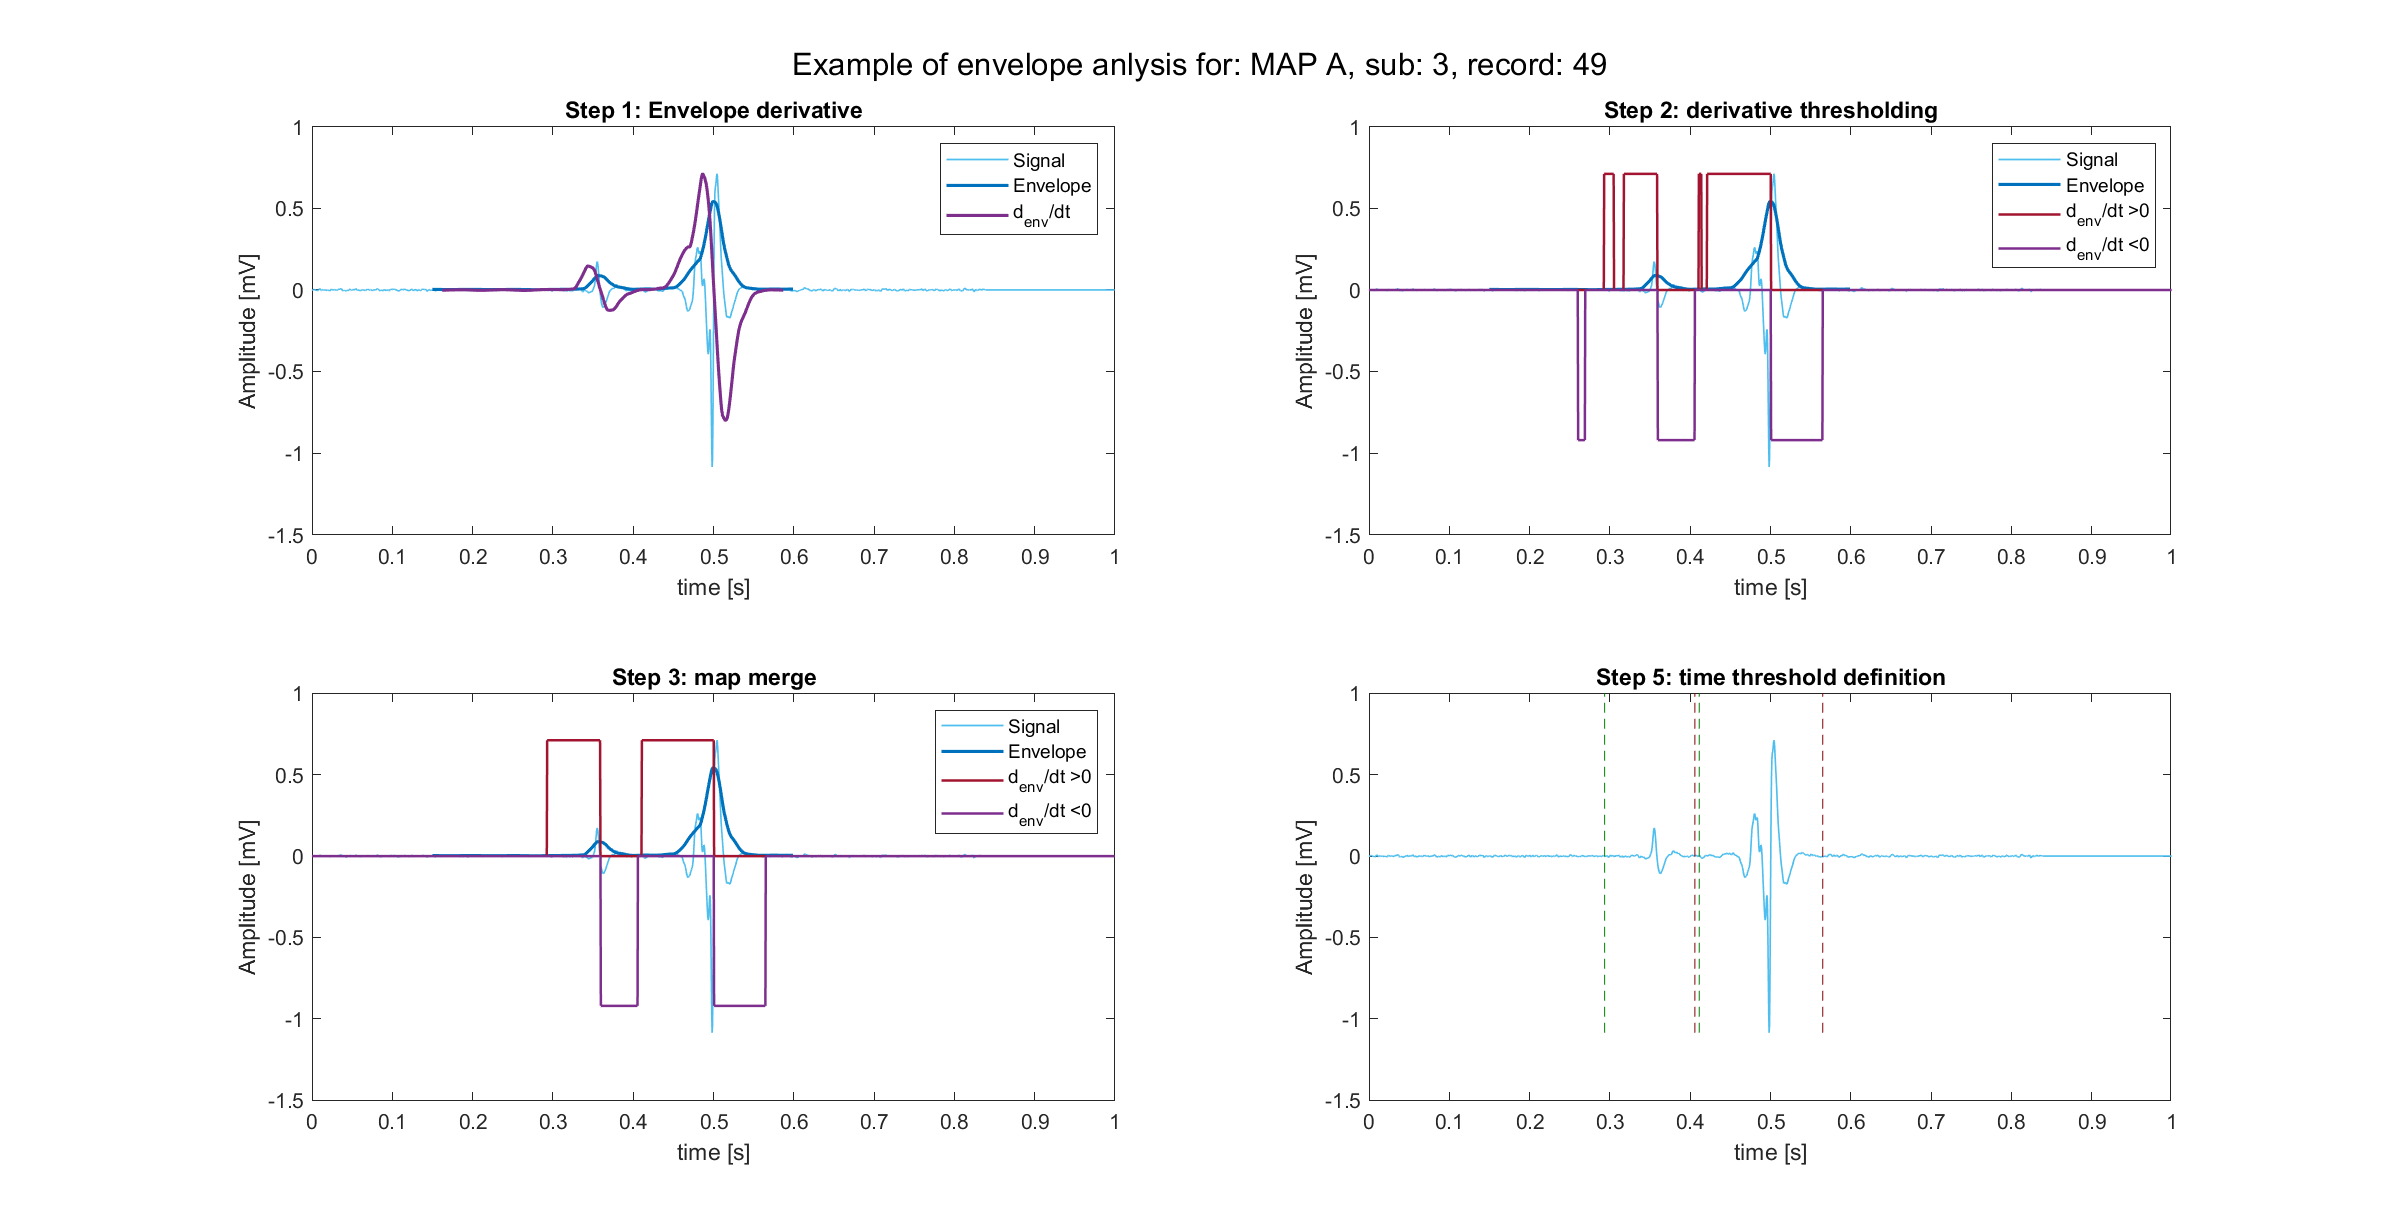 Example of envelope anlysis for: MAP A, sub: 3, record: 49
Step 1: Envelope derivative
Amplitude [mV]
1
0.5
0
-0.5
-1
-1.5
0 0.1 0.2 0.3 0.4 0.5 0.6 0.7 0.8 0.9 1
time [s]
Signal
Envelope
d_env/dt
Step 2: derivative thresholding
Amplitude [mV]
1
0.5
0
-0.5
-1
-1.5
0 0.1 0.2 0.3 0.4 0.5 0.6 0.7 0.8 0.9 1
time [s]
Signal
Envelope
d_env/dt >0
d_env/dt <0
Step 3: map merge
Amplitude [mV]
1
0.5
0
-0.5
-1
-1.5
0 0.1 0.2 0.3 0.4 0.5 0.6 0.7 0.8 0.9 1
time [s]
Signal
Envelope
d_env/dt >0
d_env/dt <0
Step 5: time threshold definition
Amplitude [mV]
1
0.5
0
-0.5
-1
-1.5
0 0.1 0.2 0.3 0.4 0.5 0.6 0.7 0.8 0.9 1
time [s]